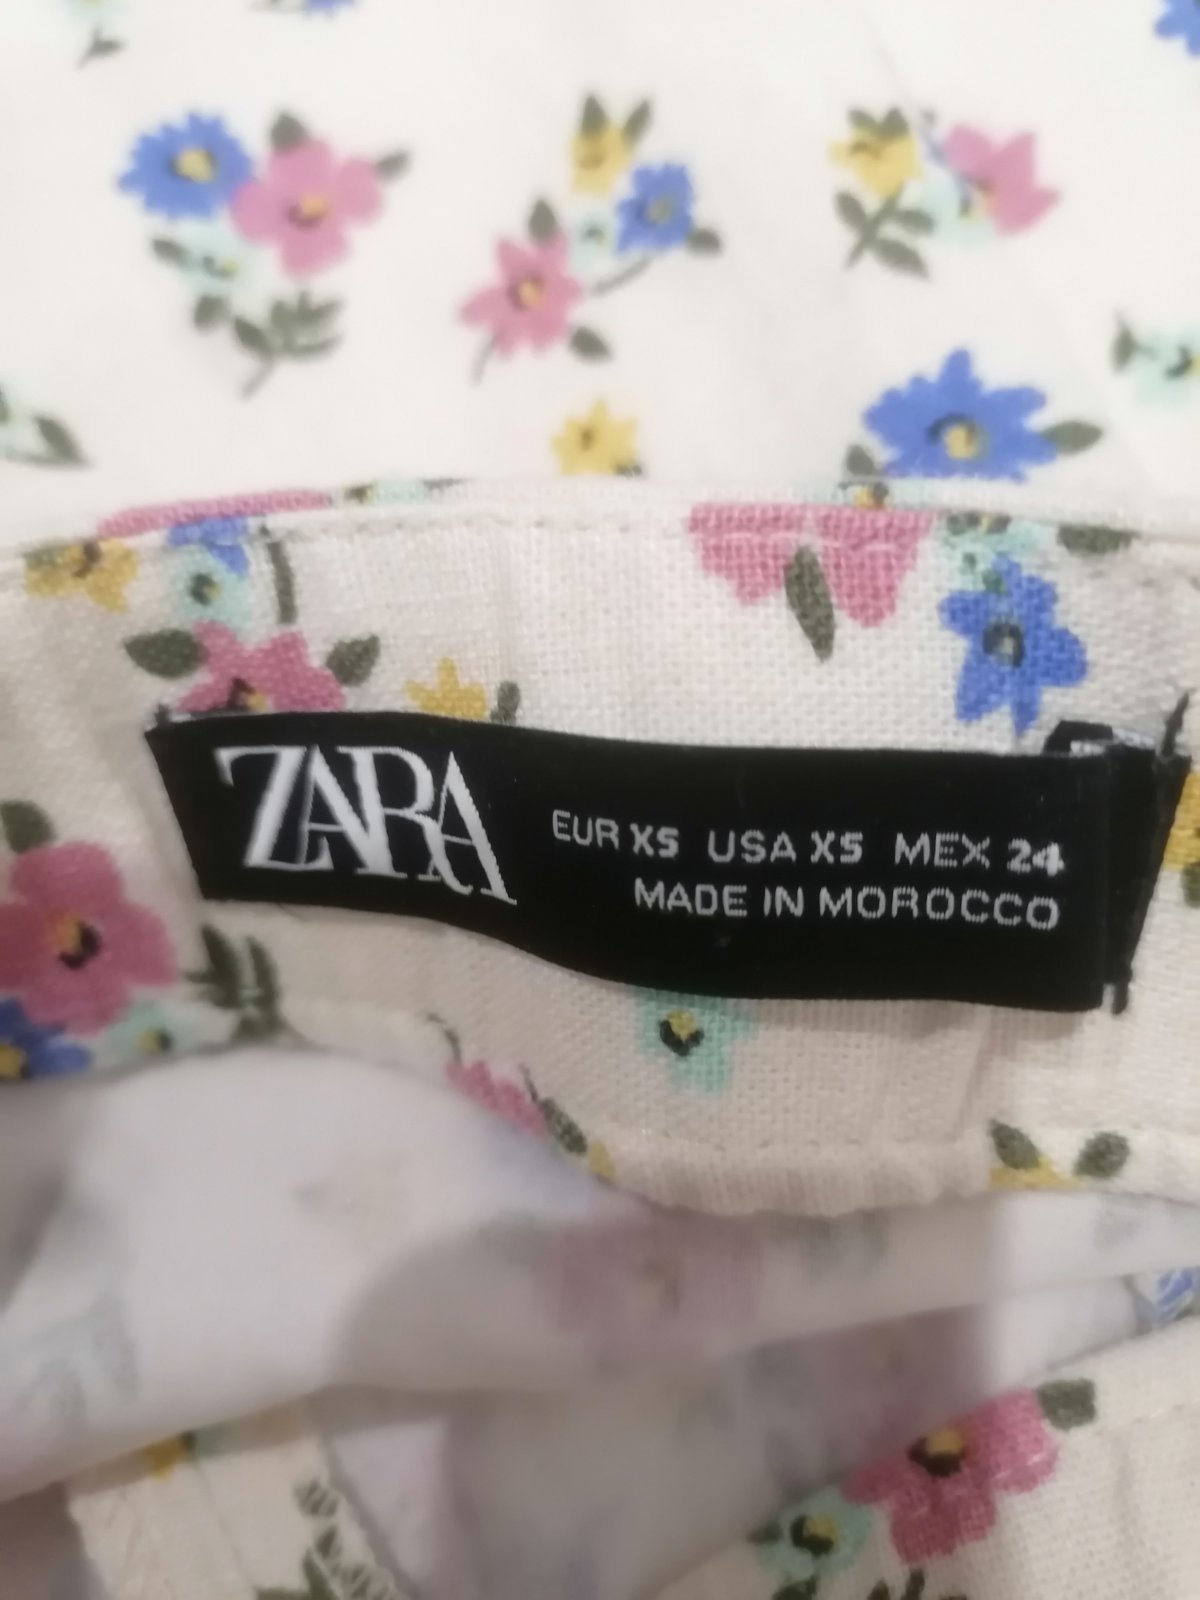 ZARA
EUR XS USA XS MEX 24
MADE IN MOROCCO